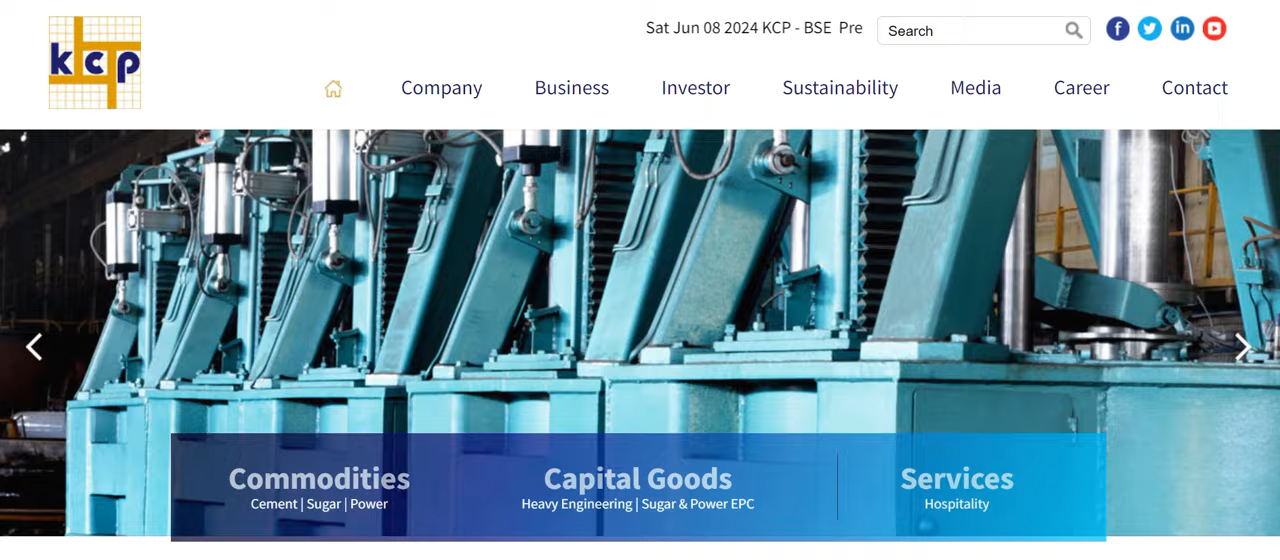 kcp
Sat Jun 08 2024 KCP - BSE Pre
Search
Company Business Investor Sustainability Media Career Contact
Commodities
Cement | Sugar | Power
Capital Goods
Heavy Engineering | Sugar & Power EPC
Services
Hospitality